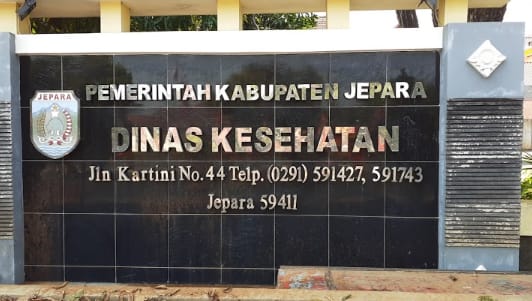 JEPARA
PEMERINTAH KABUPATEN JEPARA
DINAS KESEHATAN
Jln Kartini No.44 Telp. (0291) 591427, 591743
Jepara 59411